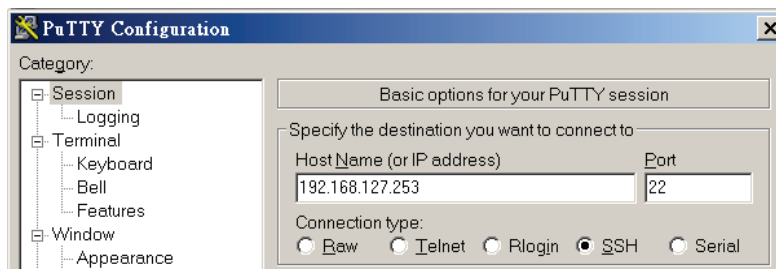 PuTTY Configuration
Category:
Session
Logging
Terminal
Keyboard
Bell
Features
Window
Appearance
Basic options for your PuTTY session
Specify the destination you want to connect to
Host Name (or IP address) Port
192.168.127.253 22
Connection type:
Raw Telnet Rlogin SSH Serial